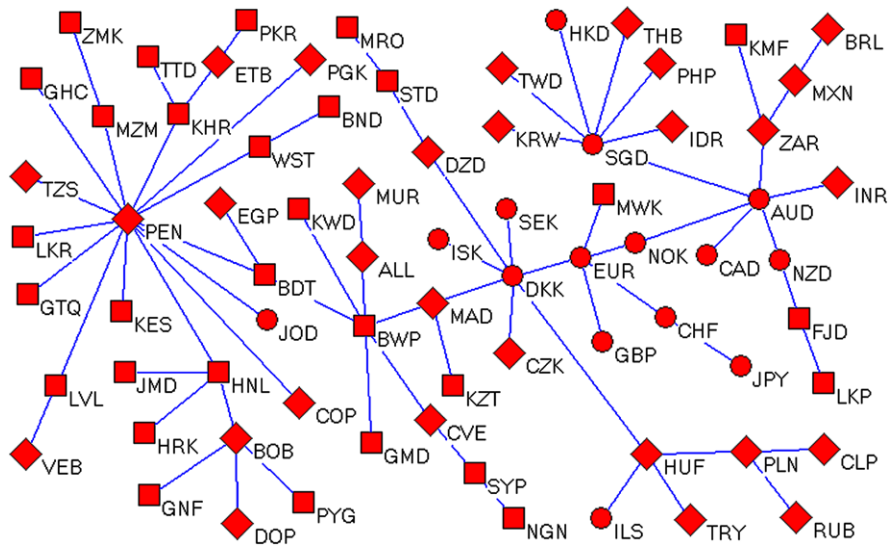 ZMK
PKR
MRO
HKD
THB
KMF
BRL
TTD
ETB
PGK
TWD
PHP
MXN
GHC
STD
MZM
KHR
BND
KRW
IDR
ZAR
WST
DZD
SGD
TZS
MUR
INR
EGP
KWD
SEK
MWK
AUD
PEN
LKR
ISK
NOK
CAD
NZD
ALL
EUR
BDT
DKK
GTQ
MAD
KES
JOD
BWP
CHF
FJD
GBP
CZK
JPY
JMD
HNL
LVL
KZT
LKP
COP
CVE
HRK
BOB
GMD
VEB
HUF
PLN
CLP
SYP
GNF
PYG
NGN
DOP
ILS
TRY
RUB